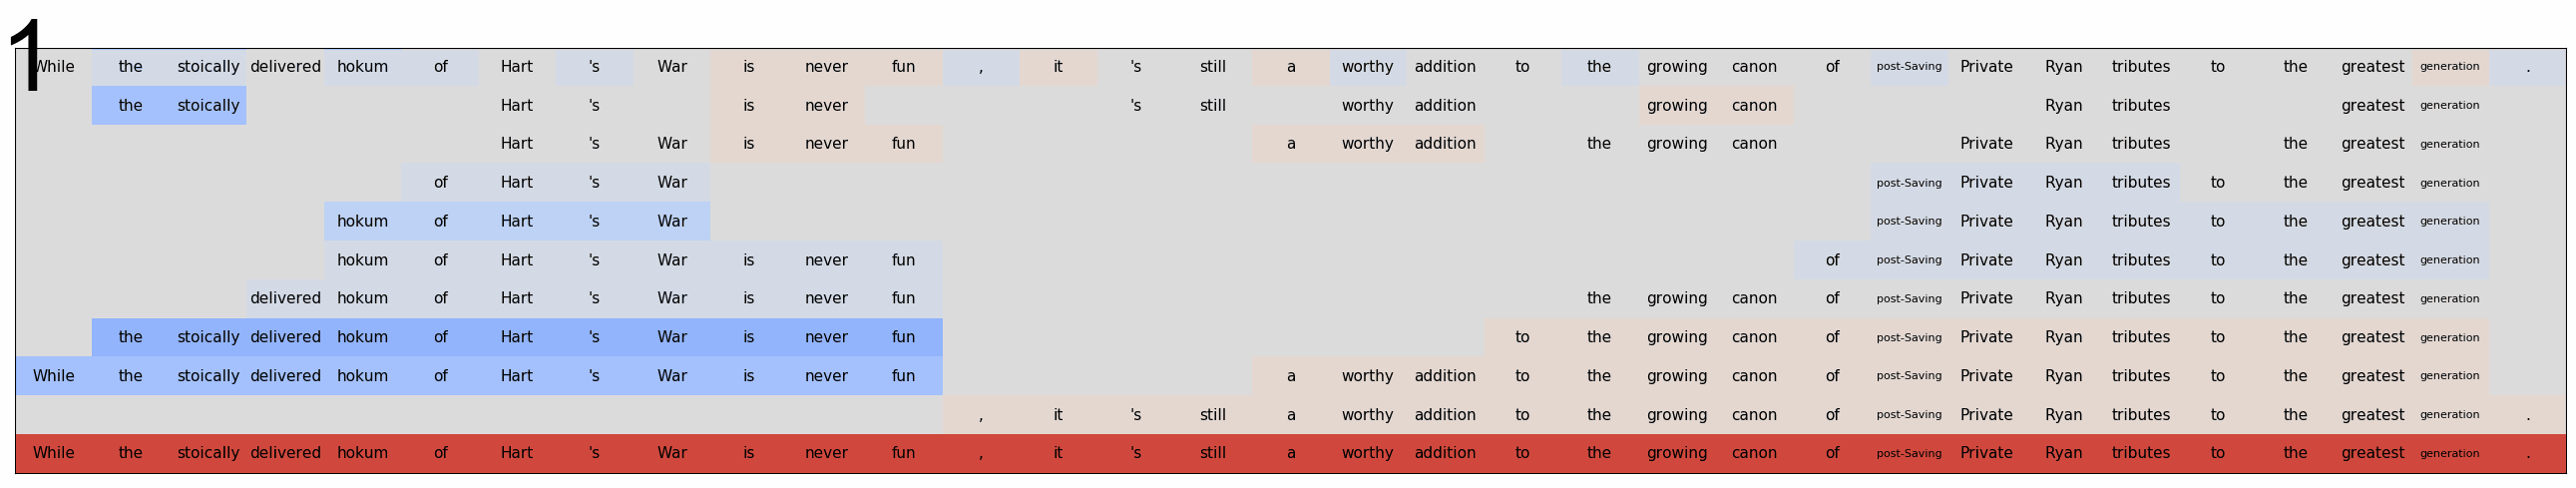 1
While the stoically delivered hokum of Hart 's War is never fun , it 's still a worthy addition to the growing canon of post-Saving Private Ryan tributes to the greatest generation .
the stoically Hart 's is never 's still worthy addition growing canon Ryan tributes greatest generation
Hart 's War is never fun a worthy addition the growing canon Private Ryan tributes the greatest generation
of Hart 's War post-Saving Private Ryan tributes to the greatest generation
hokum of Hart 's War post-Saving Private Ryan tributes to the greatest generation
hokum of Hart 's War is never fun of post-Saving Private Ryan tributes to the greatest generation
delivered hokum of Hart 's War is never fun the growing canon of post-Saving Private Ryan tributes to the greatest generation
the stoically delivered hokum of Hart 's War is never fun to the growing canon of post-Saving Private Ryan tributes to the greatest generation
While the stoically delivered hokum of Hart 's War is never fun a worthy addition to the growing canon of post-Saving Private Ryan tributes to the greatest generation
, it 's still a worthy addition to the growing canon of post-Saving Private Ryan tributes to the greatest generation .
While the stoically delivered hokum of Hart 's War is never fun , it 's still a worthy addition to the growing canon of post-Saving Private Ryan tributes to the greatest generation .